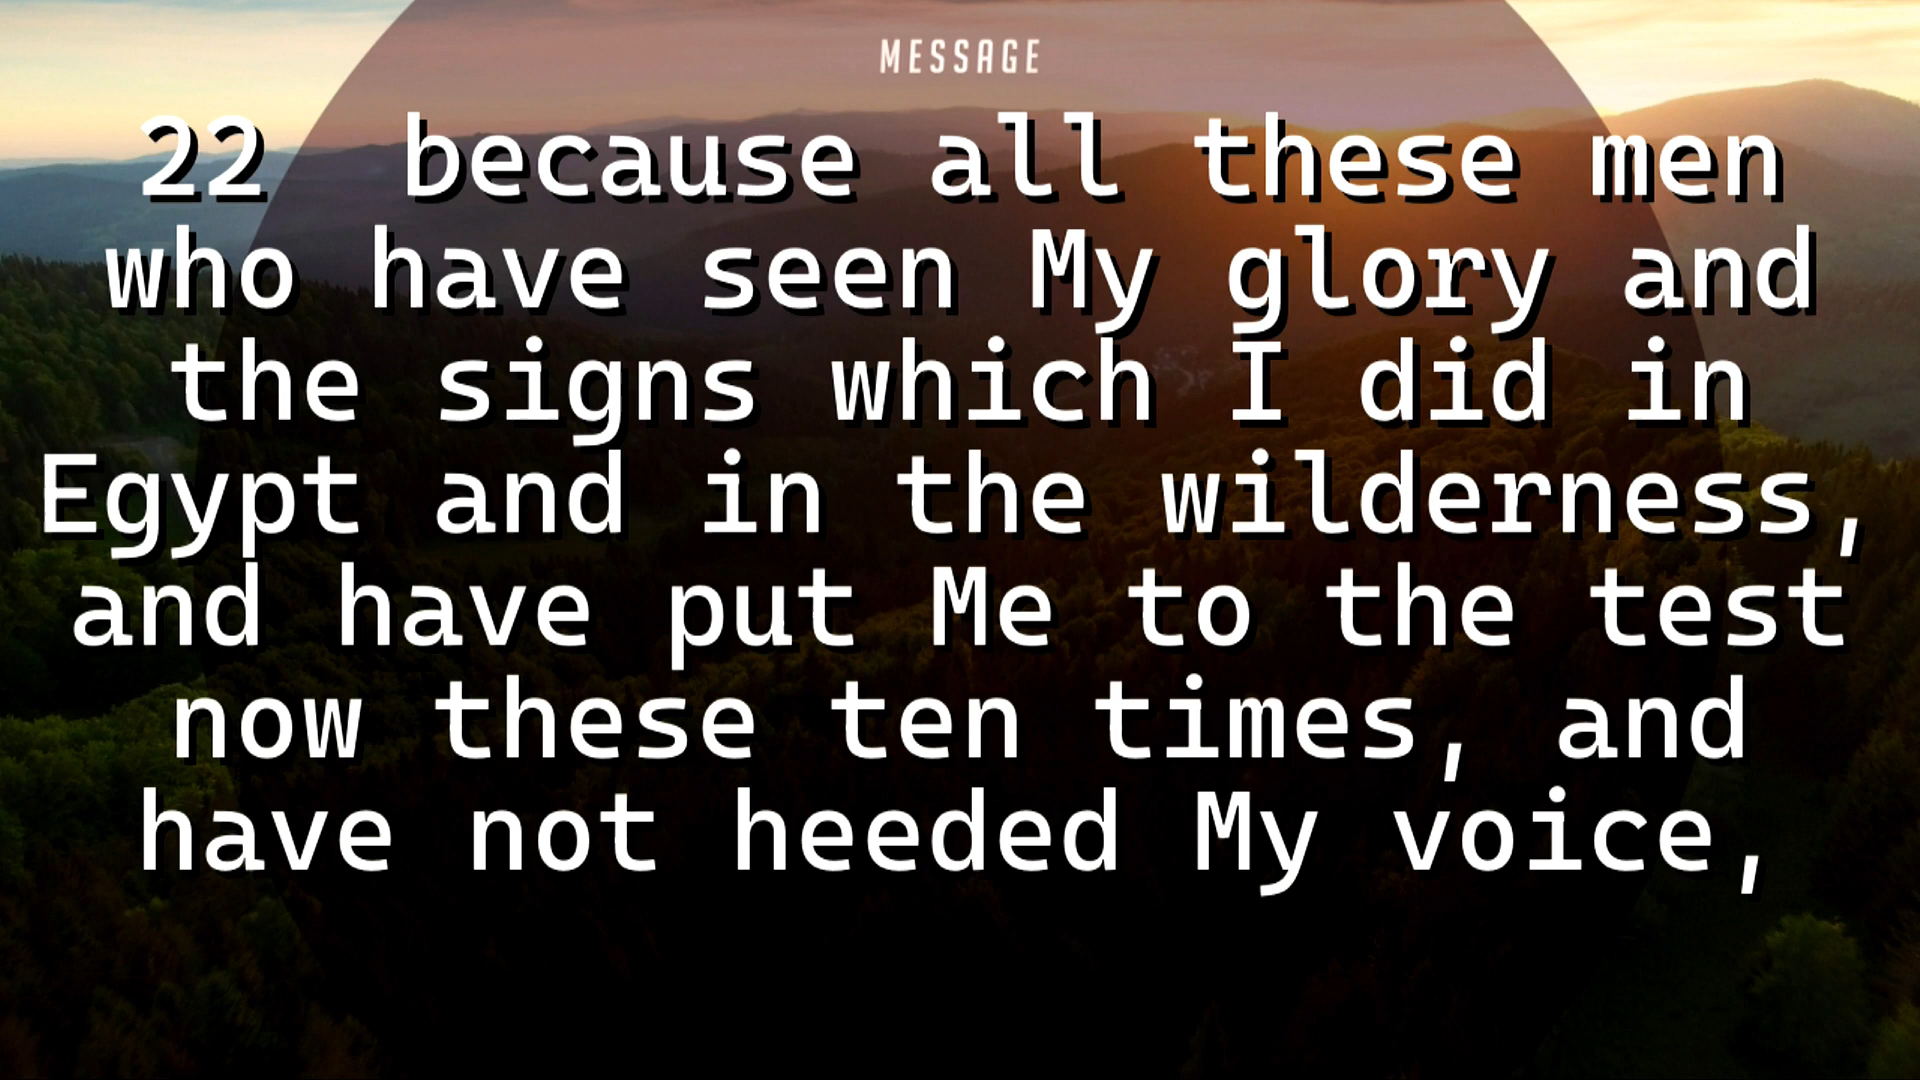 MESSAGE
22  because all these men
who have seen My glory and
the signs which I did in
Egypt and in the wilderness,
and have put Me to the test
now these ten times, and
have not heeded My voice,